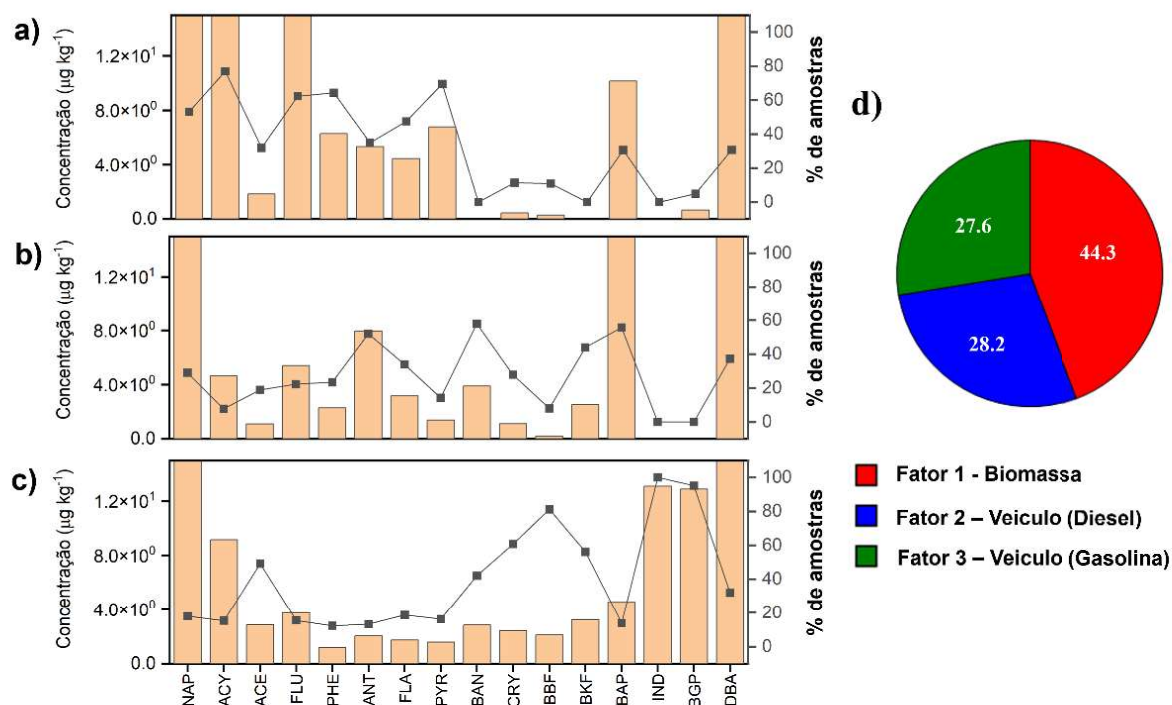 a)
Concentração (µg kg⁻¹)
1.2×10¹
8.0×10⁰
4.0×10⁰
0.0
100
80
60
40
20
0
% de amostras
b)
Concentração (µg kg⁻¹)
1.2×10¹
8.0×10⁰
4.0×10⁰
0.0
100
80
60
40
20
0
% de amostras
c)
Concentração (µg kg⁻¹)
1.2×10¹
8.0×10⁰
4.0×10⁰
0.0
100
80
60
40
20
0
% de amostras
NAP
ACY
ACE
FLU
PHE
ANT
FLA
PYR
BAN
CRY
BBF
BKF
BAP
IND
BGP
DBA
d)
27.6
44.3
28.2
Fator 1 - Biomassa
Fator 2 – Veiculo (Diesel)
Fator 3 – Veiculo (Gasolina)